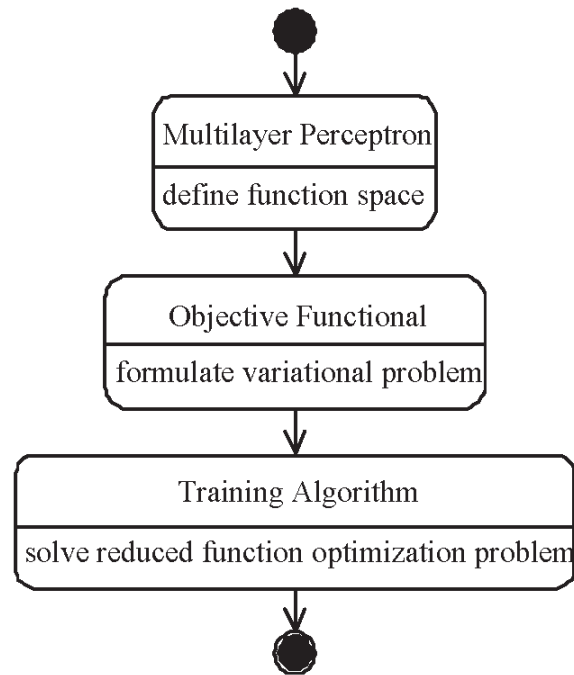 Multilayer Perceptron
define function space
Objective Functional
formulate variational problem
Training Algorithm
solve reduced function optimization problem